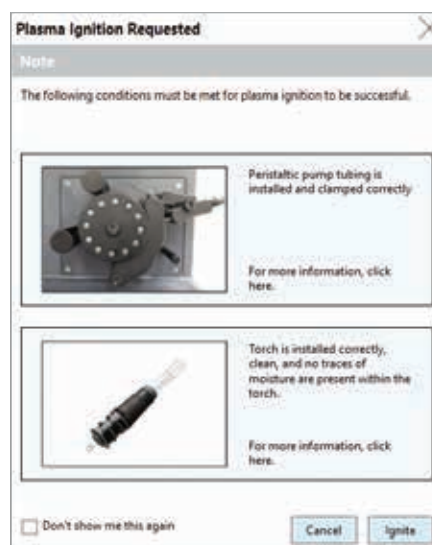 Plasma Ignition Requested
Note
The following conditions must be met for plasma ignition to be successful.
Peristaltic pump tubing is
installed and clamped correctly
For more information, click
here.
Torch is installed correctly,
clean, and no traces of
moisture are present within the
torch.
For more information, click
here.
Don't show me this again
Cancel
Ignite